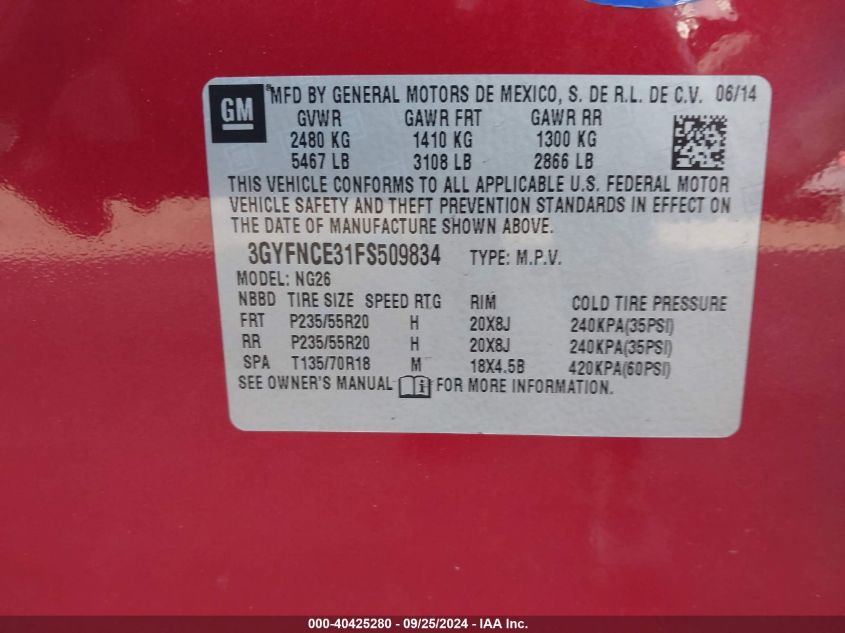 GM
MFD BY GENERAL MOTORS DE MEXICO, S. DE R.L. DE C.V. 06/14
GVWR GAWR FRT GAWR RR
2480 KG 1410 KG 1300 KG
5467 LB 3108 LB 2866 LB
THIS VEHICLE CONFORMS TO ALL APPLICABLE U.S. FEDERAL MOTOR
VEHICLE SAFETY AND THEFT PREVENTION STANDARDS IN EFFECT ON
THE DATE OF MANUFACTURE SHOWN ABOVE.
3GYFNCE31FS509834 TYPE: M.P.V.
MODEL: NG26
NBBD TIRE SIZE SPEED RTG RIM COLD TIRE PRESSURE
FRT P235/55R20 H 20X8J 240KPA(35PSI)
RR P235/55R20 H 20X8J 240KPA(35PSI)
SPA T135/70R18 M 18X4.5B 420KPA(60PSI)
SEE OWNER'S MANUAL FOR MORE INFORMATION.
000-40425280 - 09/25/2024 - IAA Inc.